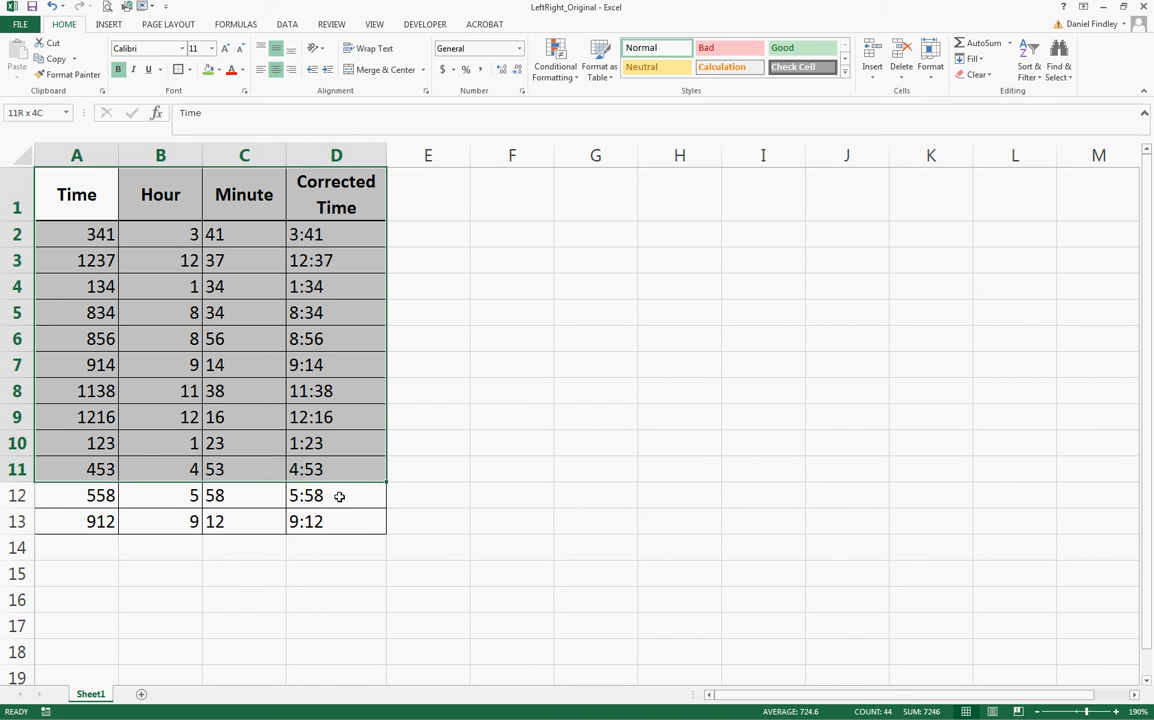 LeftRight_Original - Excel
FILE HOME INSERT PAGE LAYOUT FORMULAS DATA REVIEW VIEW DEVELOPER ACROBAT Daniel Findley
Paste
Cut
Copy
Format Painter
Clipboard
Calibri 11
B I U
Font
Wrap Text
Merge & Center
Alignment
General
$ % ,
Number
Conditional Formatting
Format as Table
Normal Bad Good
Neutral Calculation Check Cell
Styles
Insert Delete Format
Cells
AutoSum
Fill
Clear
Sort & Filter
Find & Select
Editing
11R x 4C fx Time
A B C D E F G H I J K L M
1 Time Hour Minute Corrected Time
2 341 3 41 3:41
3 1237 12 37 12:37
4 134 1 34 1:34
5 834 8 34 8:34
6 856 8 56 8:56
7 914 9 14 9:14
8 1138 11 38 11:38
9 1216 12 16 12:16
10 123 1 23 1:23
11 453 4 53 4:53
12 558 5 58 5:58
13 912 9 12 9:12
14
15
16
17
18
19
Sheet1
READY AVERAGE: 724.6 COUNT: 44 SUM: 7246 190%